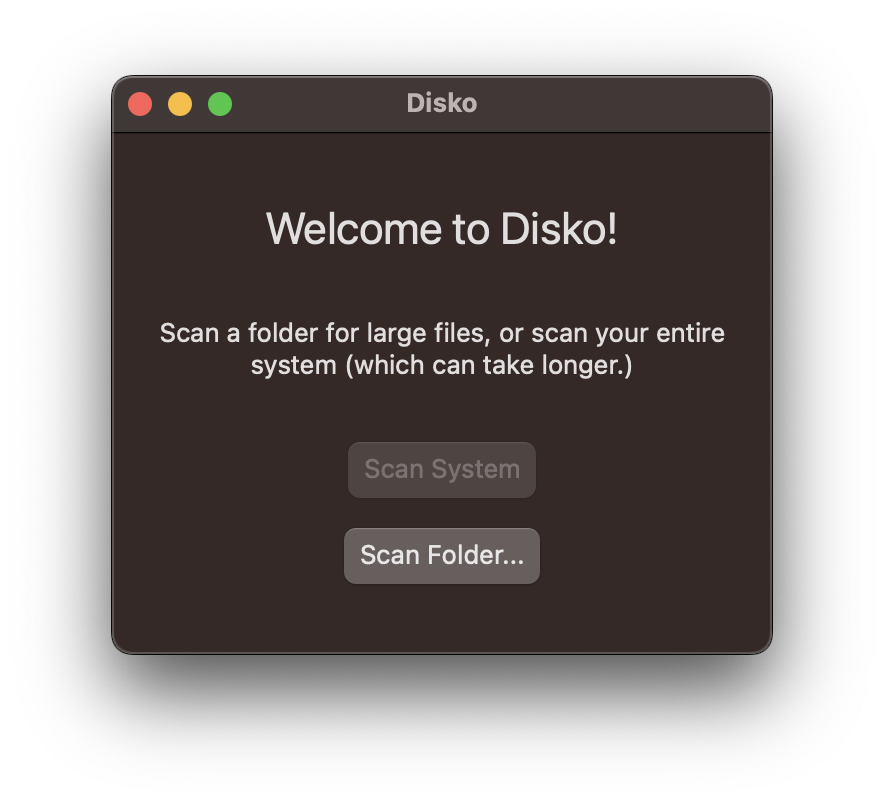 Disko
Welcome to Disko!
Scan a folder for large files, or scan your entire
system (which can take longer.)
Scan System
Scan Folder...